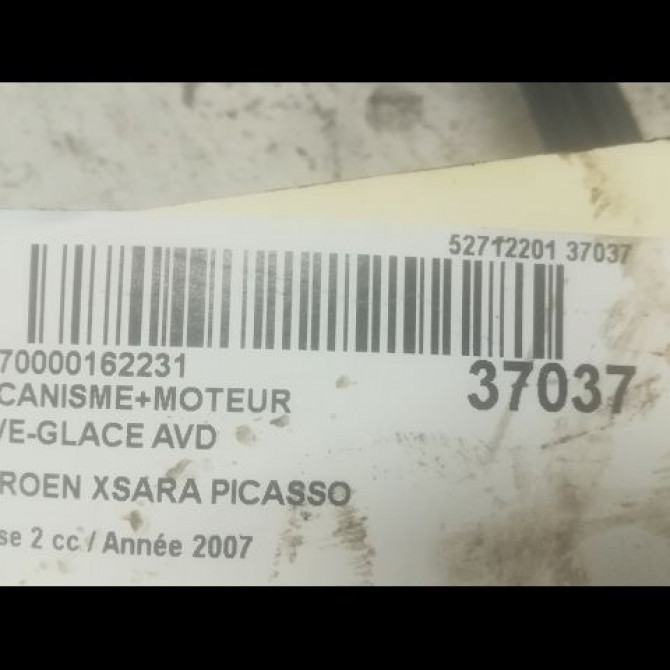 52712201 37037
70000162231
37037
CANISME+MOTEUR
VE-GLACE AVD
ROEN XSARA PICASSO
se 2 cc / Année 2007